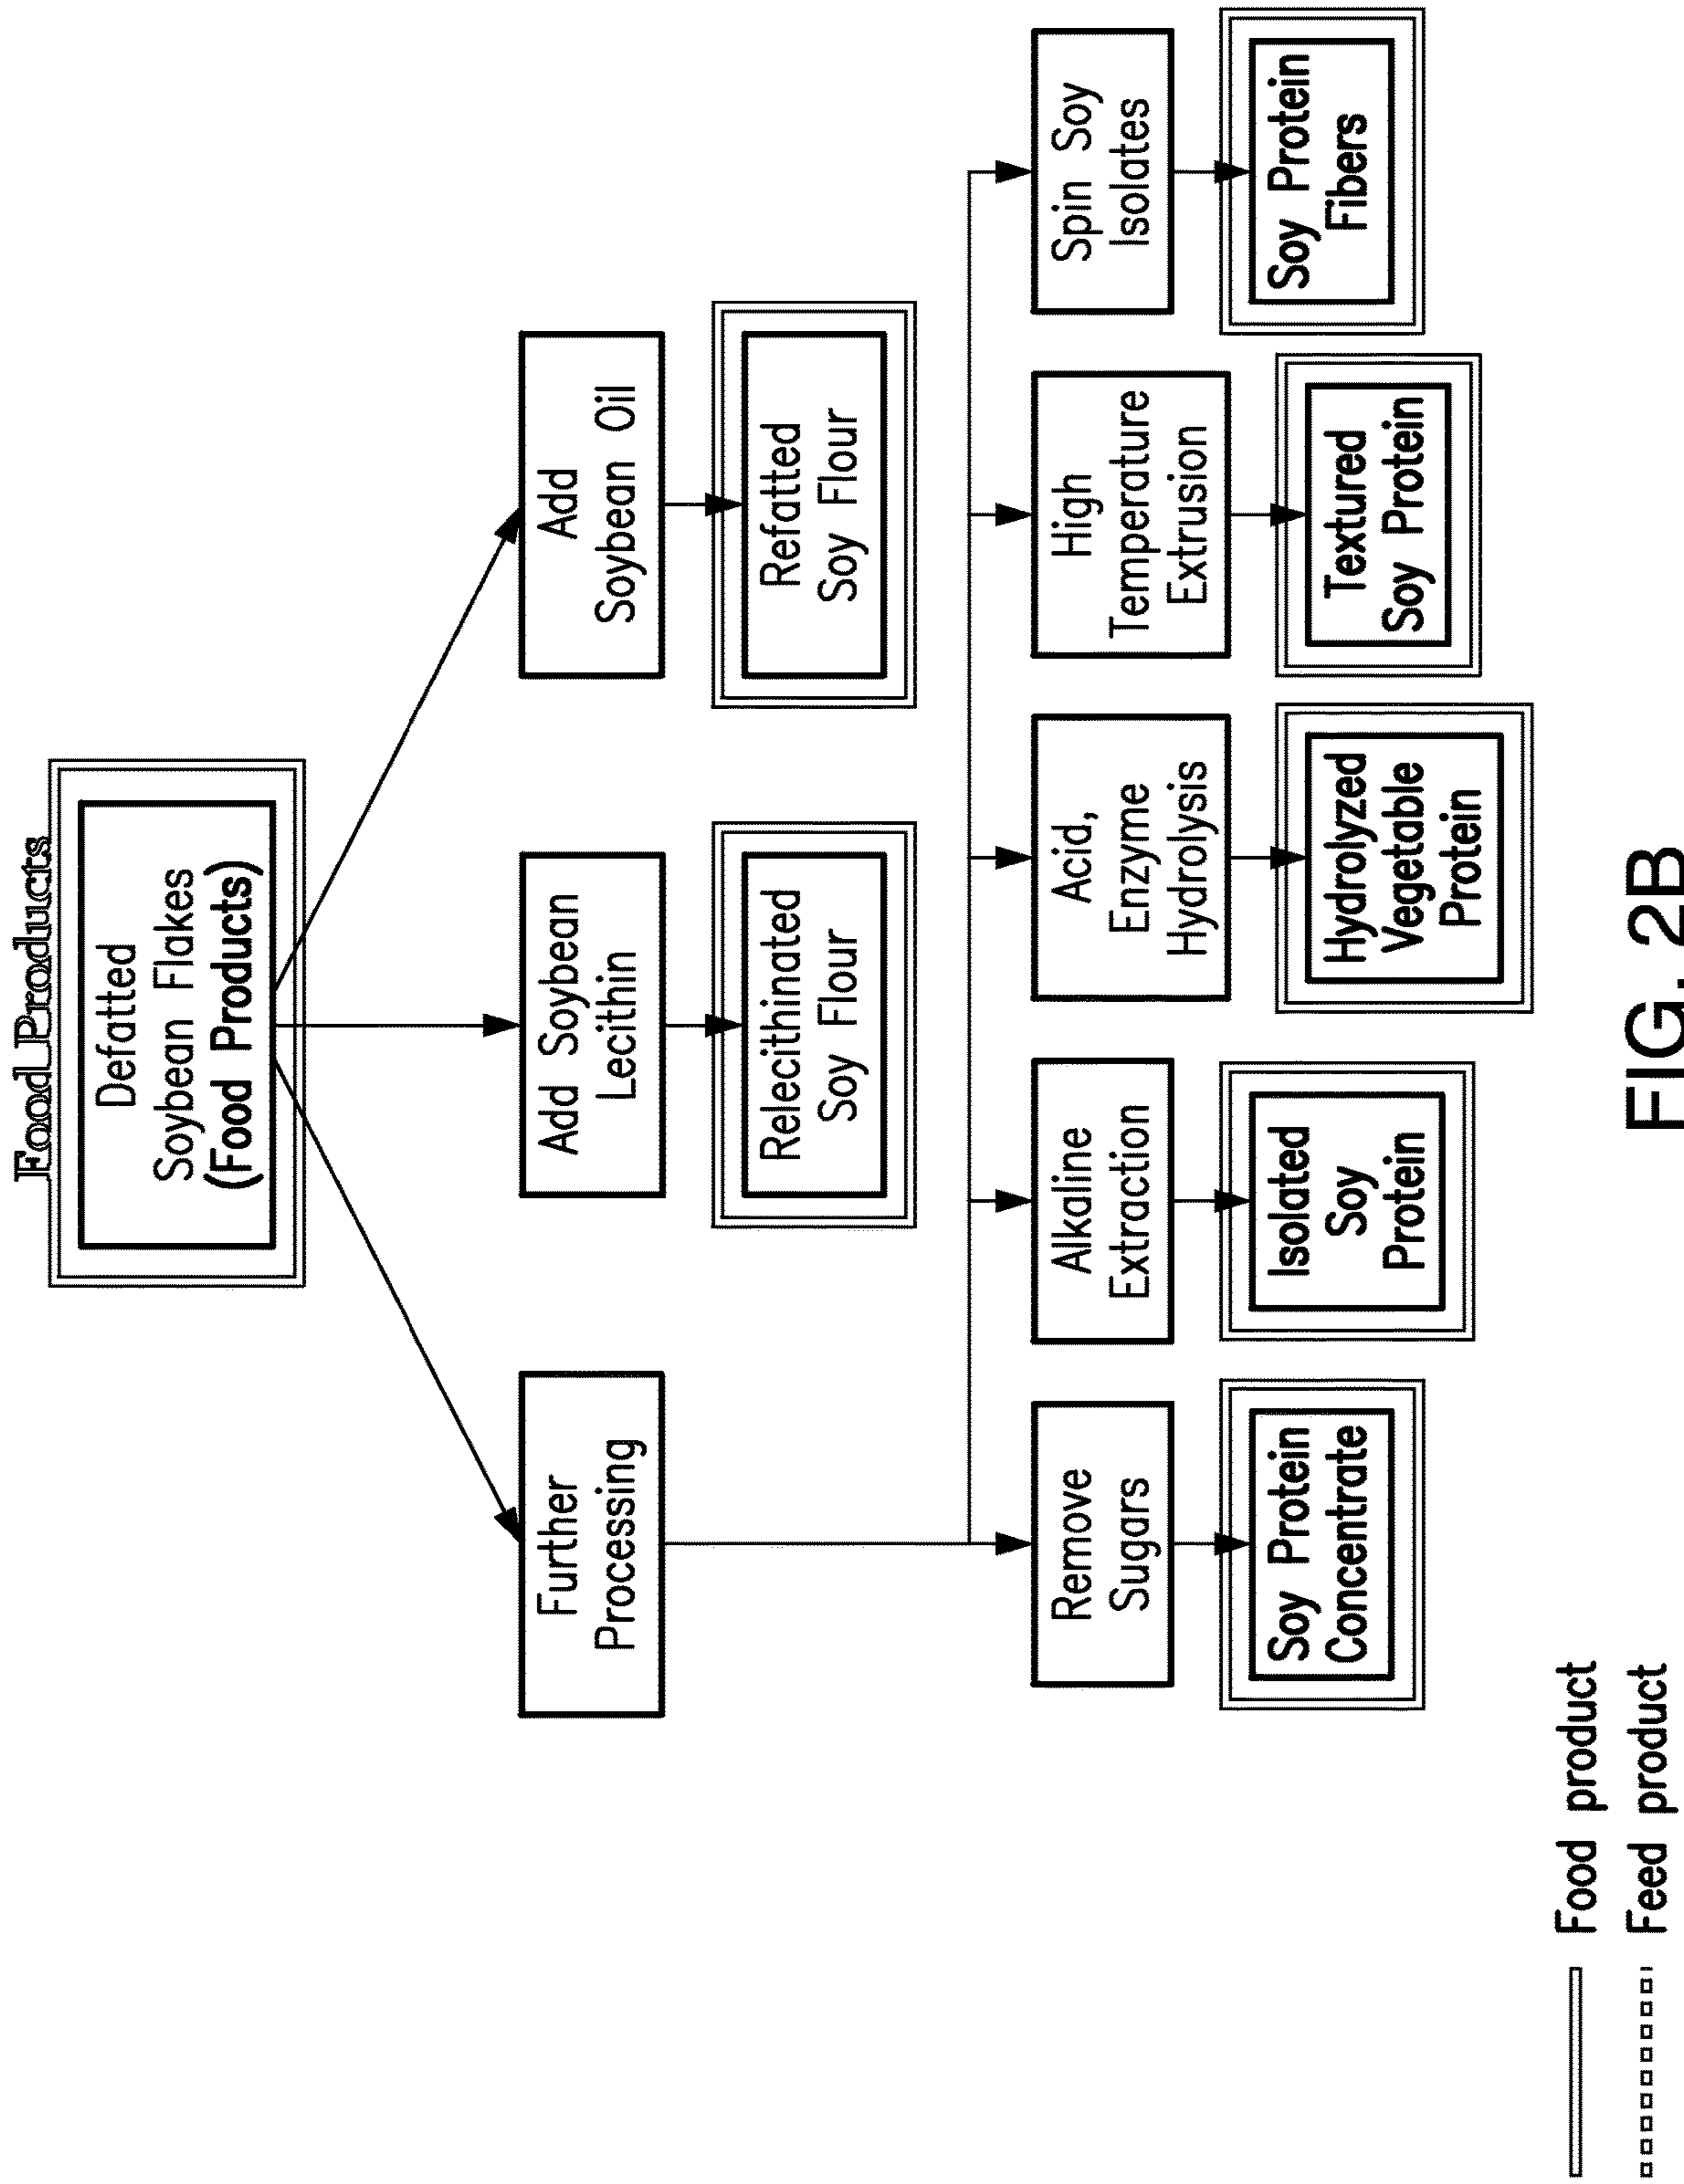 Food Products
Defatted
Soybean Flakes
(Food Products)
Further
Processing
Add Soybean
Lecithin
Add
Soybean Oil
Relecithinated
Soy Flour
Refatted
Soy Flour
Remove
Sugars
Alkaline
Extraction
Acid,
Enzyme
Hydrolysis
High
Temperature
Extrusion
Spin Soy
Isolates
Soy Protein
Concentrate
Isolated
Soy
Protein
Hydrolyzed
Vegetable
Protein
Textured
Soy Protein
Soy Protein
Fibers
Food product
Feed product
FIG. 2B